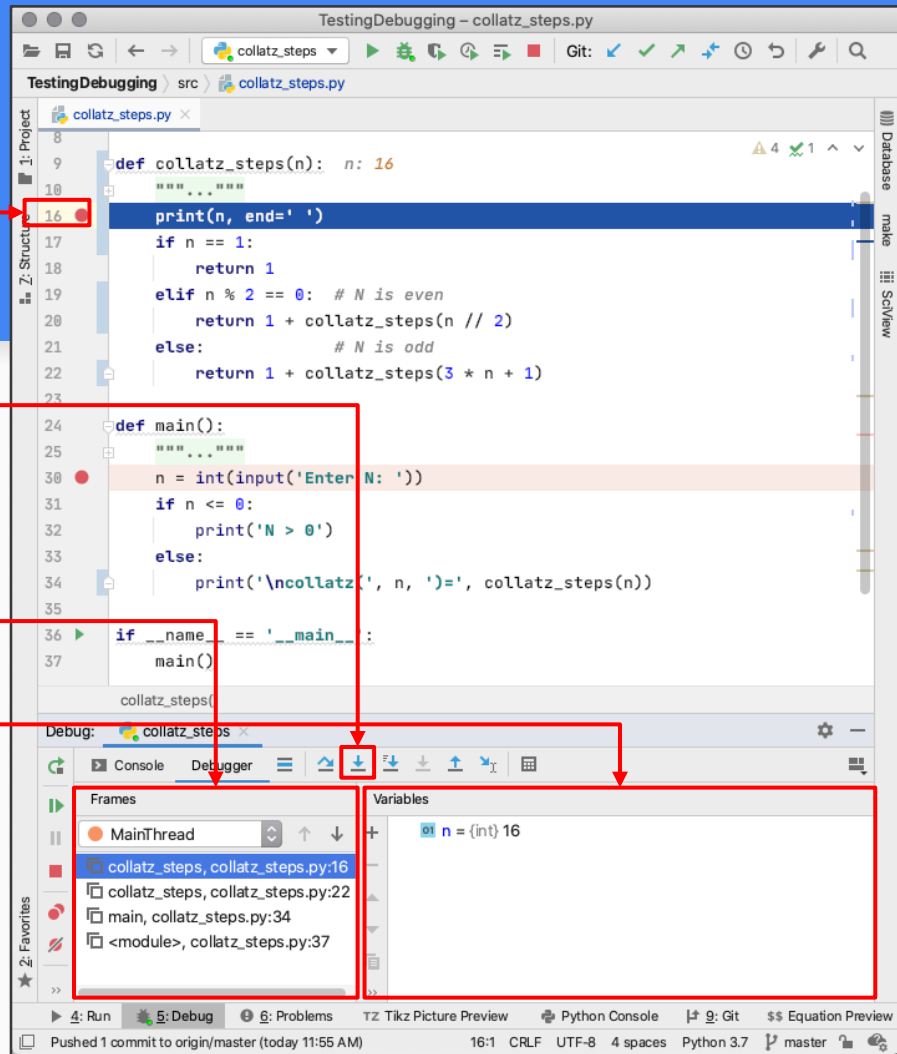 TestingDebugging – collatz_steps.py
collatz_steps Git:
TestingDebugging src collatz_steps.py
1: Project
Z: Structure
2: Favorites
collatz_steps.py
4 1
8
9 def collatz_steps(n): n: 16
10 """..."""
16 print(n, end=' ')
17 if n == 1:
18 return 1
19 elif n % 2 == 0: # N is even
20 return 1 + collatz_steps(n // 2)
21 else: # N is odd
22 return 1 + collatz_steps(3 * n + 1)
23
24 def main():
25 """..."""
30 n = int(input('Enter N: '))
31 if n <= 0:
32 print('N > 0')
33 else:
34 print('\ncollatz(', n, ')=', collatz_steps(n))
35
36 if __name__ == '__main__':
37 main()
collatz_steps(
Database
make
SciView
Debug: collatz_steps
Console Debugger
Frames
MainThread
collatz_steps, collatz_steps.py:16
collatz_steps, collatz_steps.py:22
main, collatz_steps.py:34
<module>, collatz_steps.py:37
Variables
01 n = {int} 16
4: Run 5: Debug 6: Problems TZ Tikz Picture Preview Python Console 9: Git $$ Equation Preview
Pushed 1 commit to origin/master (today 11:55 AM) 16:1 CRLF UTF-8 4 spaces Python 3.7 master